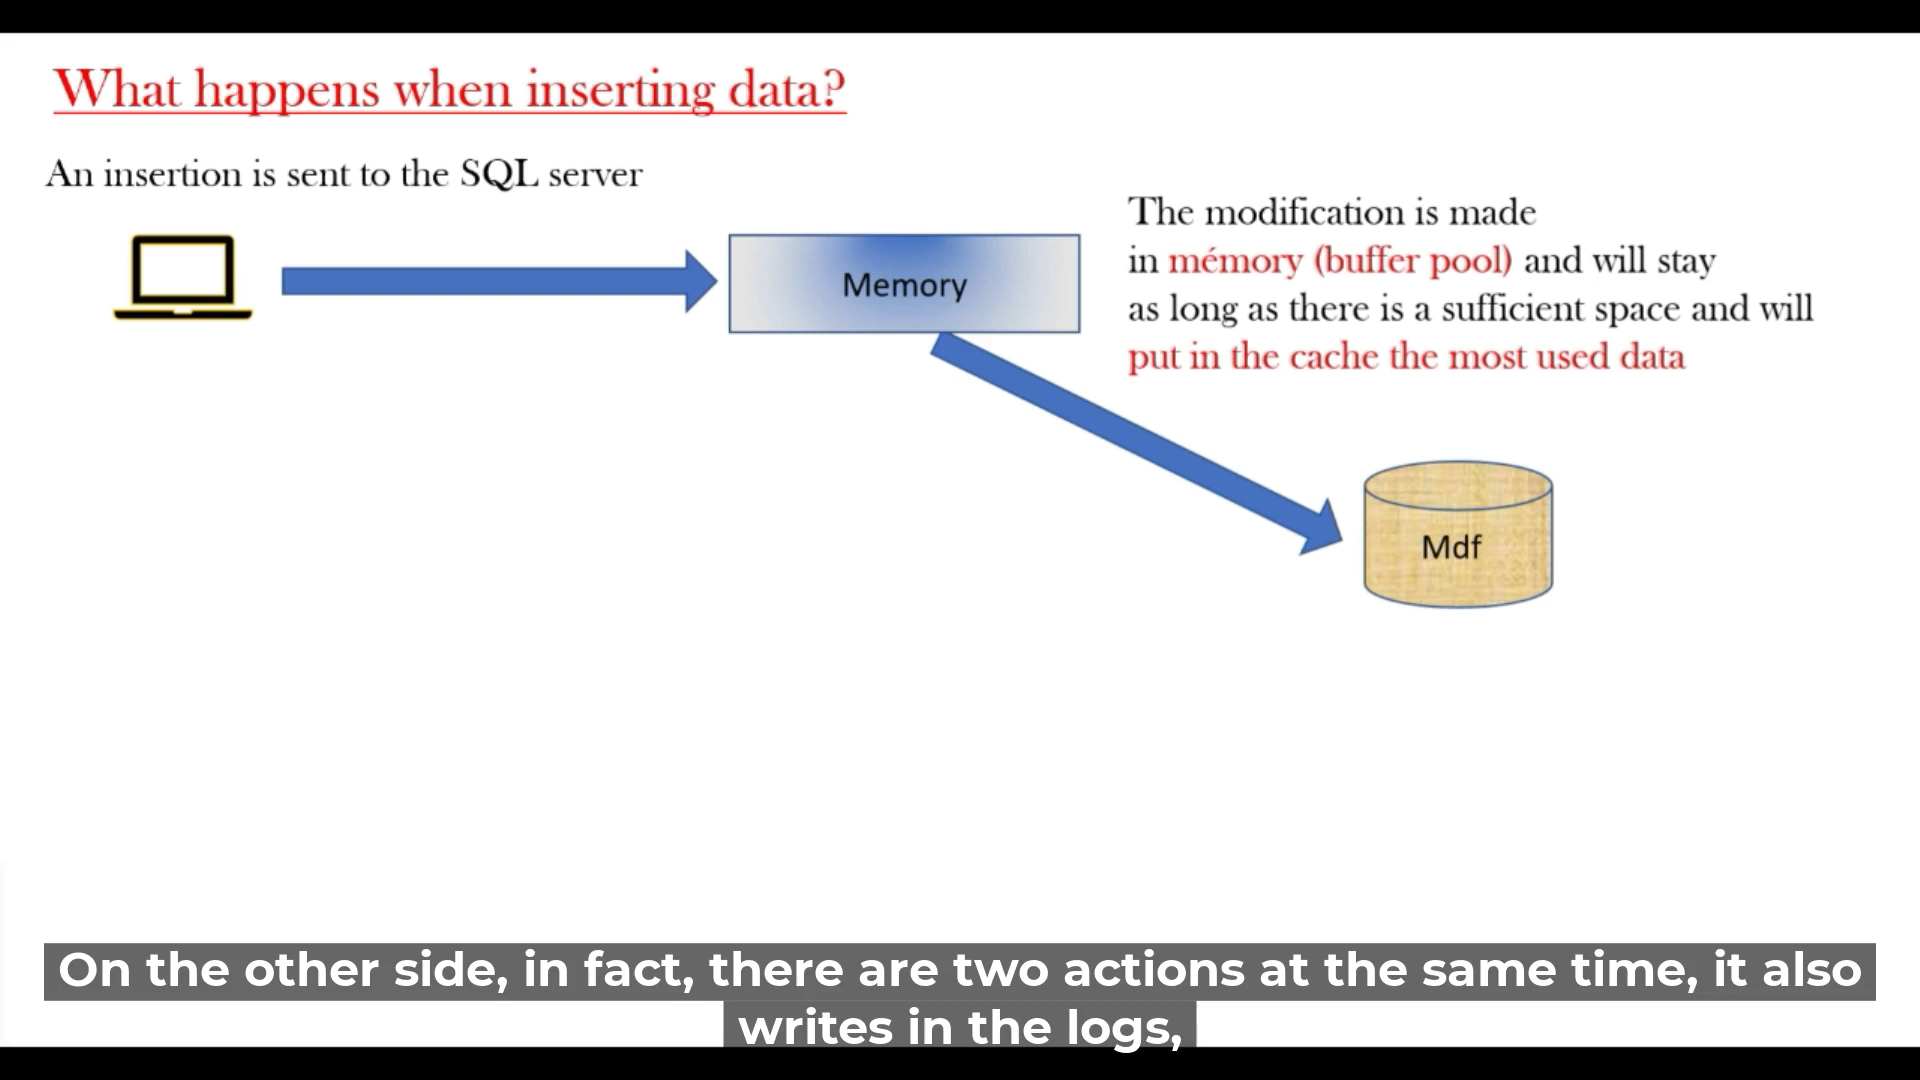 What happens when inserting data?
An insertion is sent to the SQL server
Memory
The modification is made
in mémory (buffer pool) and will stay
as long as there is a sufficient space and will
put in the cache the most used data
Mdf
On the other side, in fact, there are two actions at the same time, it also
writes in the logs,